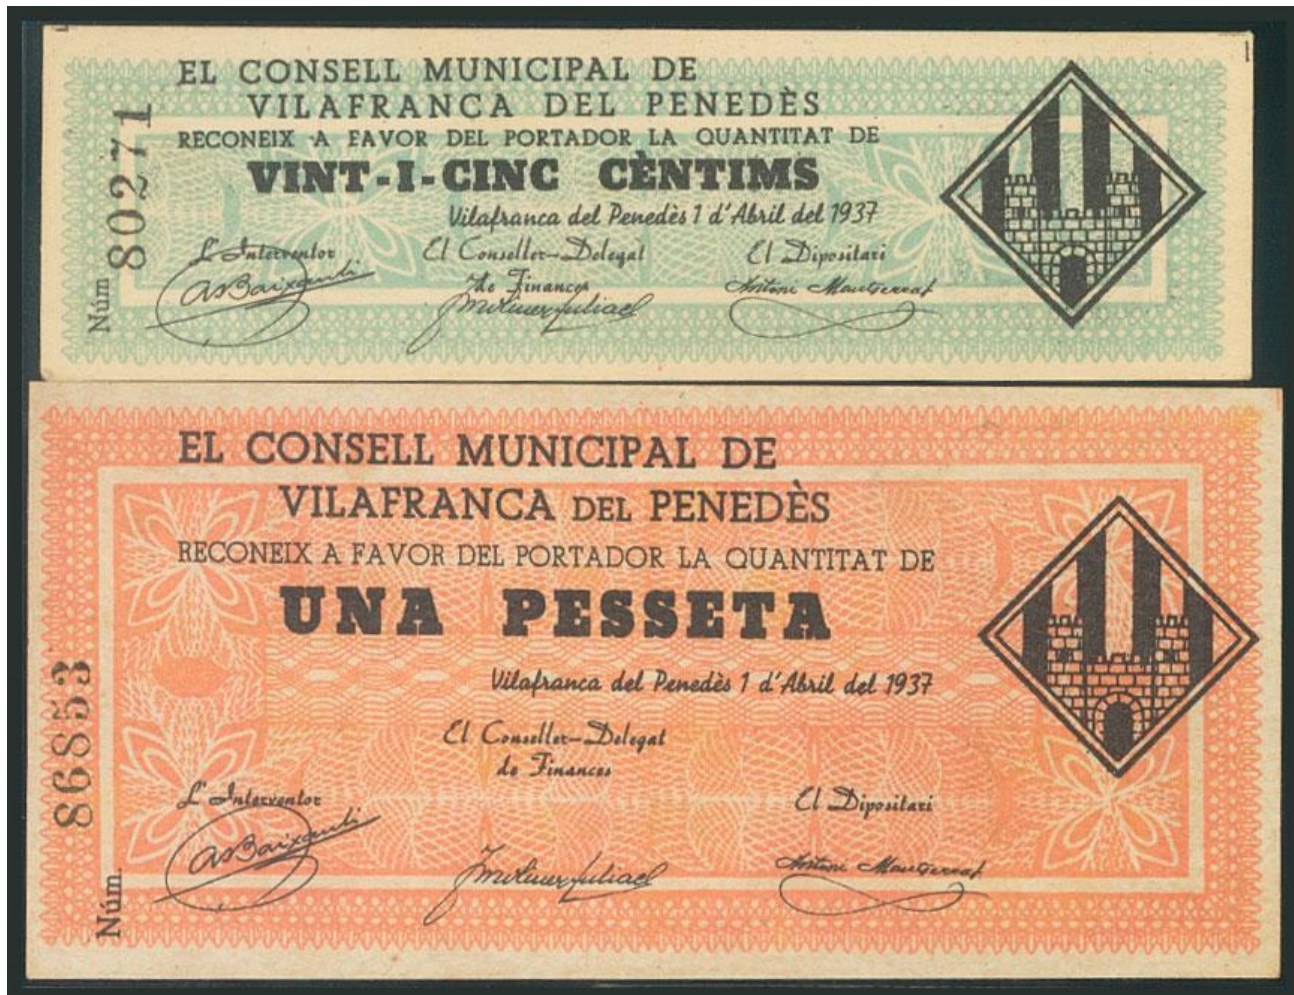 EL CONSELL MUNICIPAL DE
VILAFRANCA DEL PENEDÈS
RECONEIX A FAVOR DEL PORTADOR LA QUANTITAT DE
VINT-I-CINC CÈNTIMS
Vilafranca del Penedès 1 d'Abril del 1937
L'Interventor El Conseller-Delegat El Dipositari
de Finances
Núm 80271
EL CONSELL MUNICIPAL DE
VILAFRANCA DEL PENEDÈS
RECONEIX A FAVOR DEL PORTADOR LA QUANTITAT DE
UNA PESSETA
Vilafranca del Penedès 1 d'Abril del 1937
El Conseller-Delegat
de Finances
L'Interventor El Dipositari
Núm. 86853